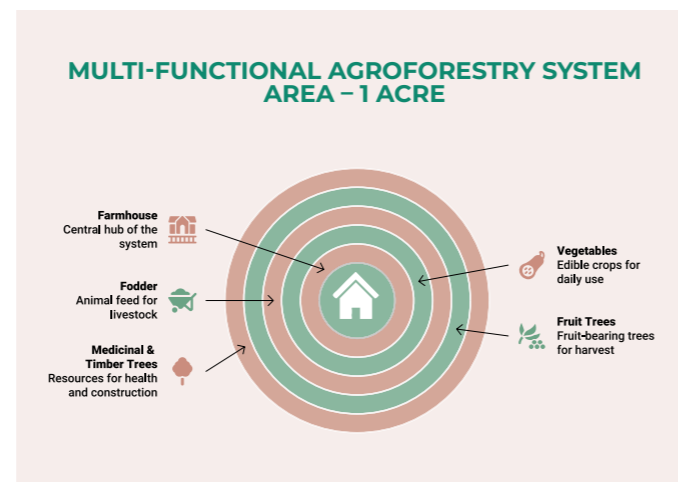 MULTI-FUNCTIONAL AGROFORESTRY SYSTEM
AREA – 1 ACRE
Farmhouse
Central hub of the
system
Fodder
Animal feed for
livestock
Medicinal &
Timber Trees
Resources for health
and construction
Vegetables
Edible crops for
daily use
Fruit Trees
Fruit-bearing trees
for harvest